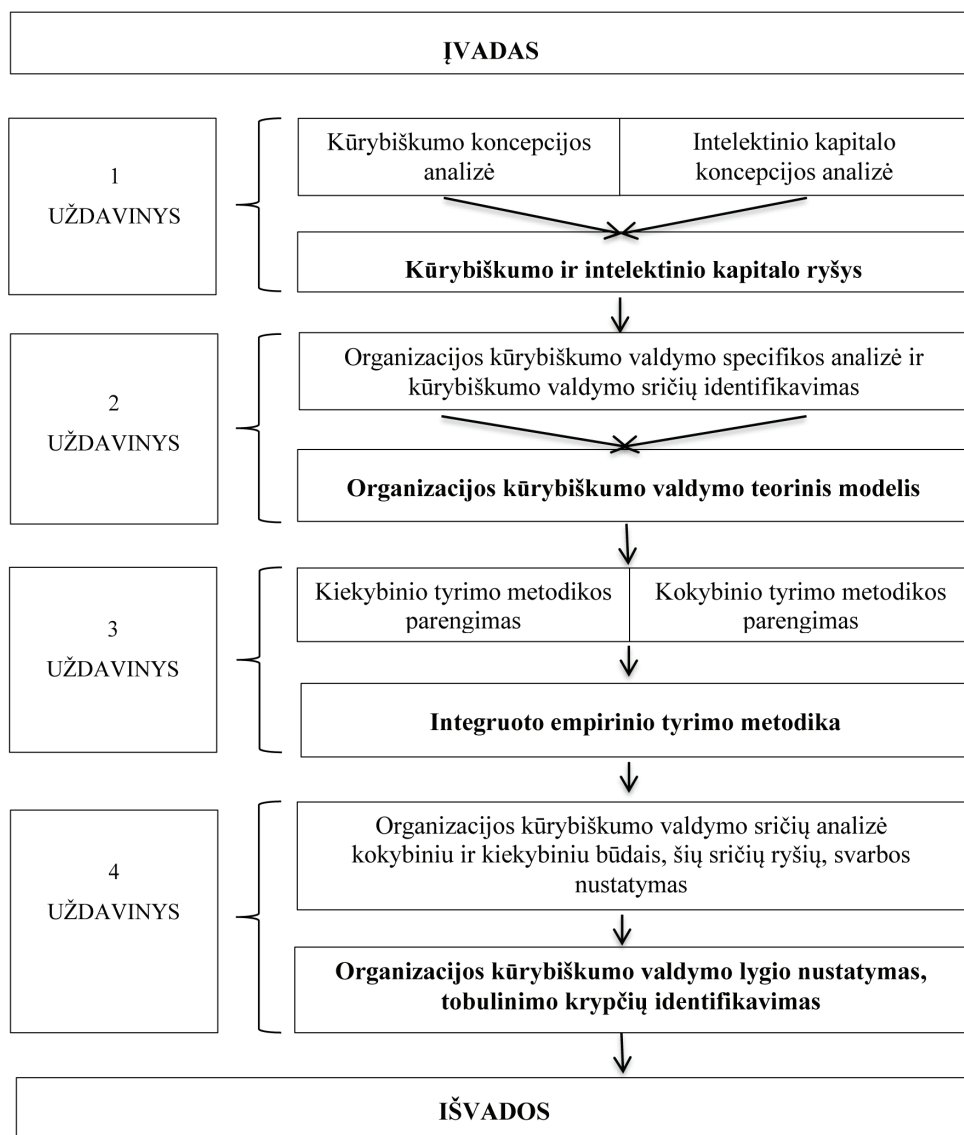 ĮVADAS
1
UŽDAVINYS
Kūrybiškumo koncepcijos
analizė
Intelektinio kapitalo
koncepcijos analizė
Kūrybiškumo ir intelektinio kapitalo ryšys
2
UŽDAVINYS
Organizacijos kūrybiškumo valdymo specifikos analizė ir
kūrybiškumo valdymo sričių identifikavimas
Organizacijos kūrybiškumo valdymo teorinis modelis
3
UŽDAVINYS
Kiekybinio tyrimo metodikos
parengimas
Kokybinio tyrimo metodikos
parengimas
Integruoto empirinio tyrimo metodika
4
UŽDAVINYS
Organizacijos kūrybiškumo valdymo sričių analizė
kokybiniu ir kiekybiniu būdais, šių sričių ryšių, svarbos
nustatymas
Organizacijos kūrybiškumo valdymo lygio nustatymas,
tobulinimo krypčių identifikavimas
IŠVADOS